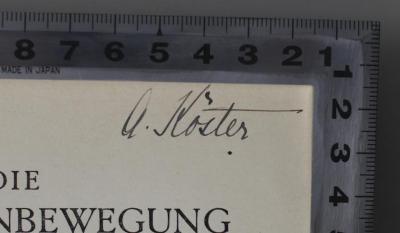 8 7 6 5 4 3 2 1
MADE IN JAPAN
1
2
3
4
A. Köster
DIE
NBEWEGUNG